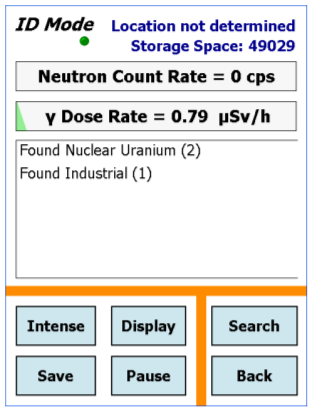 ID Mode
Location not determined
Storage Space: 49029
Neutron Count Rate = 0 cps
γ Dose Rate = 0.79 µSv/h
Found Nuclear Uranium (2)
Found Industrial (1)
Intense
Display
Search
Save
Pause
Back